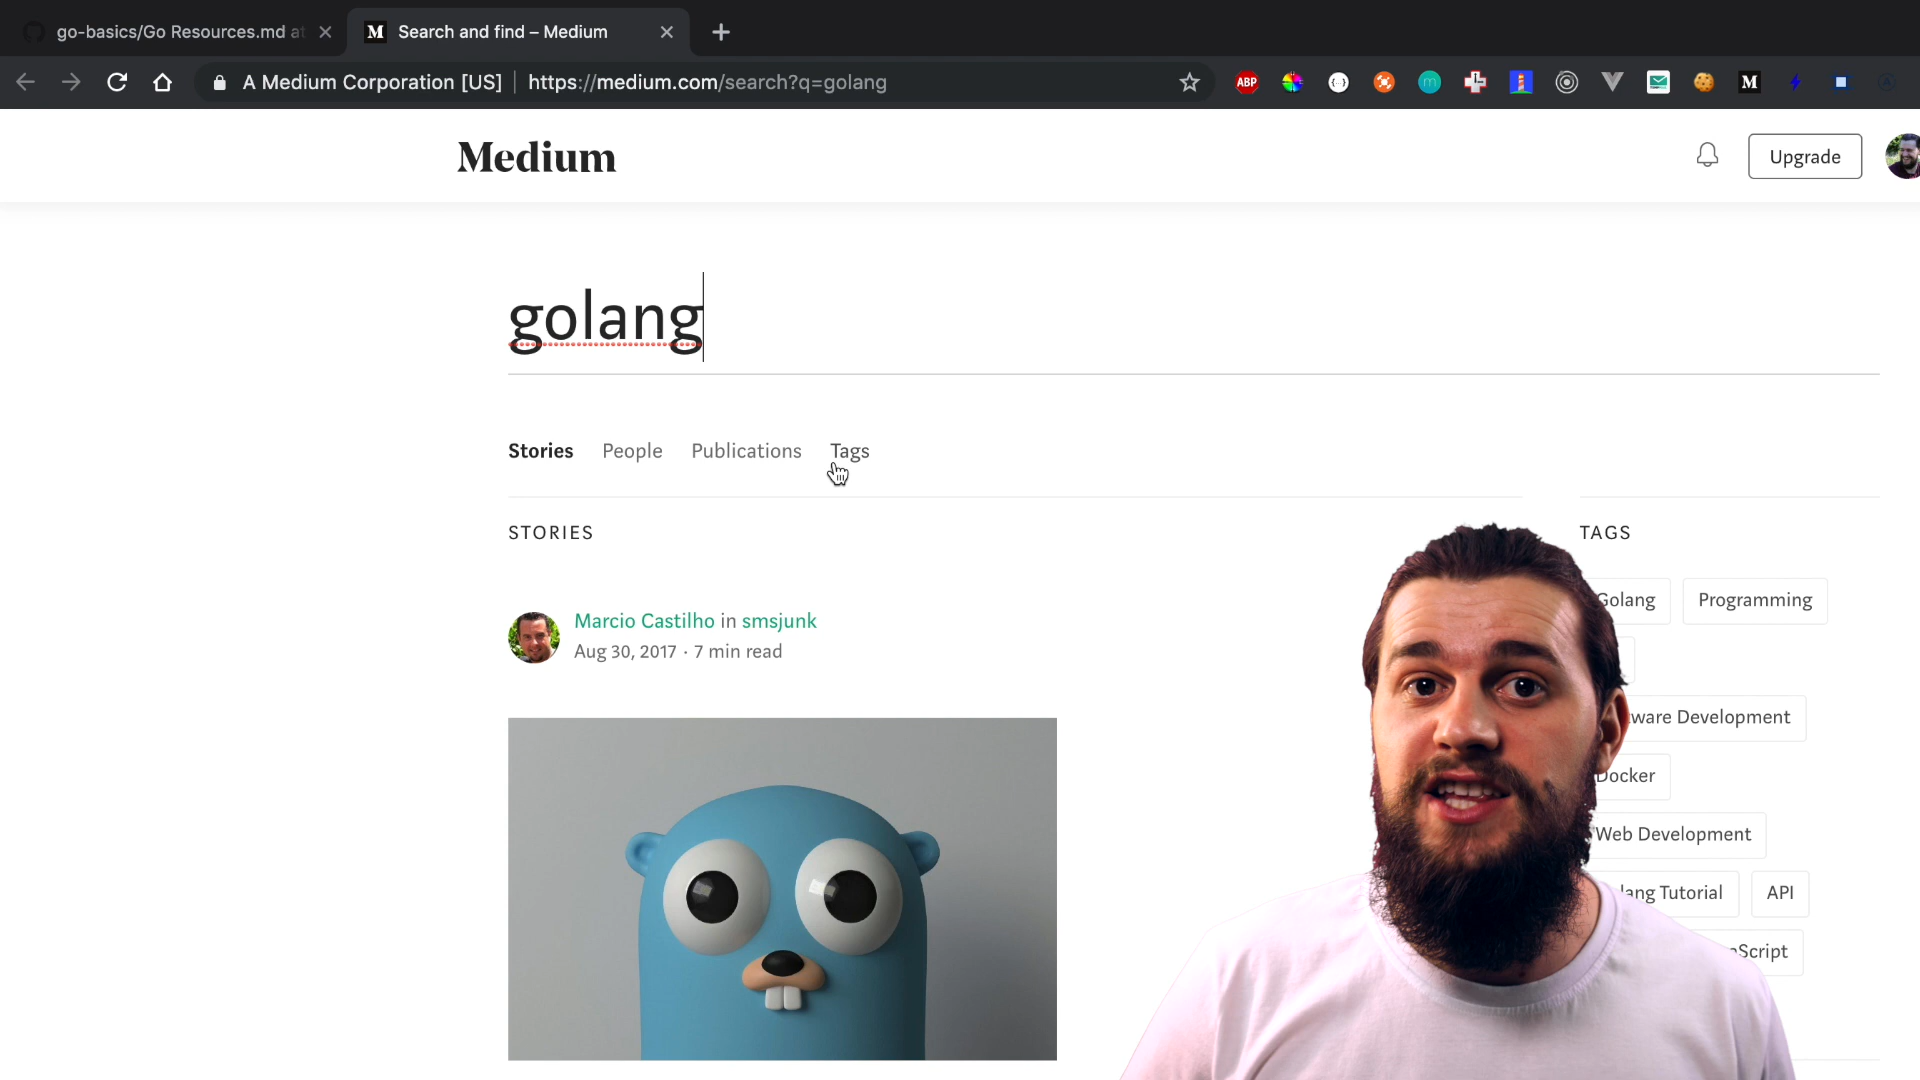 go-basics/Go Resources.md at
M Search and find – Medium
A Medium Corporation [US] https://medium.com/search?q=golang
ABP
m
M
Medium
Upgrade
golang
Stories People Publications Tags
STORIES
TAGS
Marcio Castilho in smsjunk
Aug 30, 2017 · 7 min read
Golang Programming
ware Development
Docker
Web Development
lang Tutorial API
Script